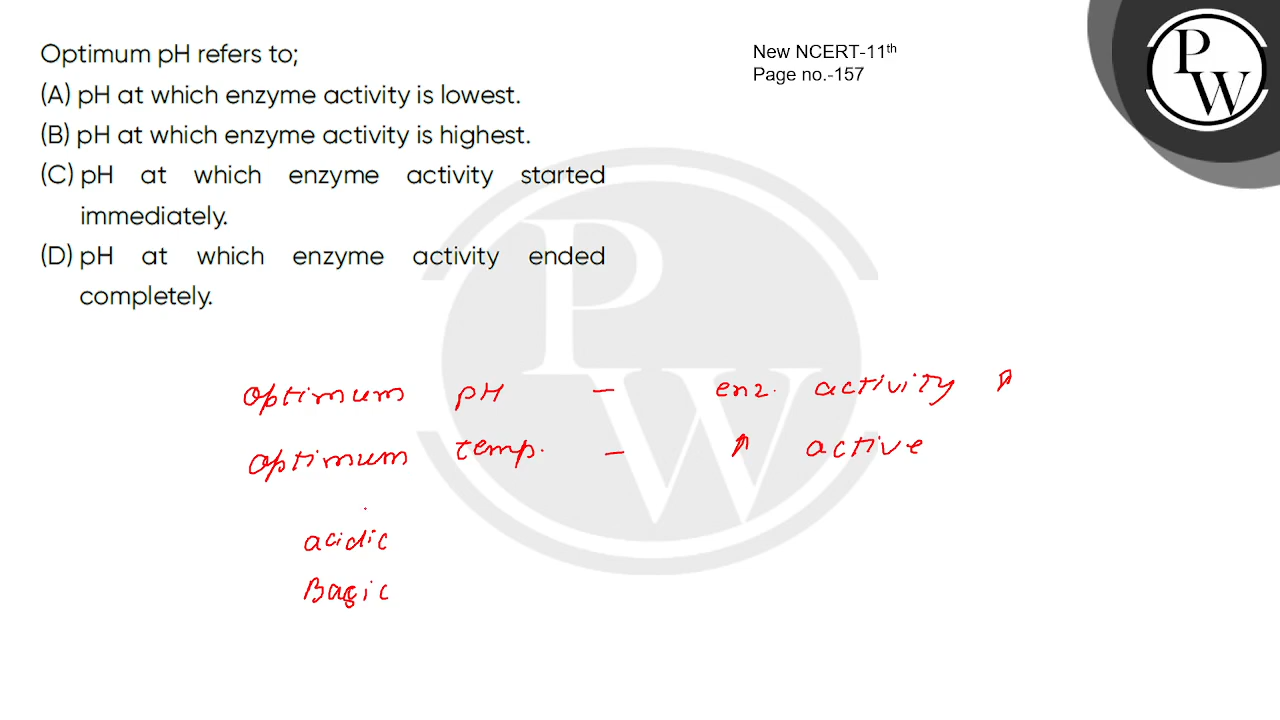 Optimum pH refers to;
(A) pH at which enzyme activity is lowest.
(B) pH at which enzyme activity is highest.
(C) pH at which enzyme activity started
immediately.
(D) pH at which enzyme activity ended
completely.
New NCERT-11th
Page no.-157
PW
PW
optimum pH – enz. activity ↑
optimum temp. – ↑ active
acidic
Basic